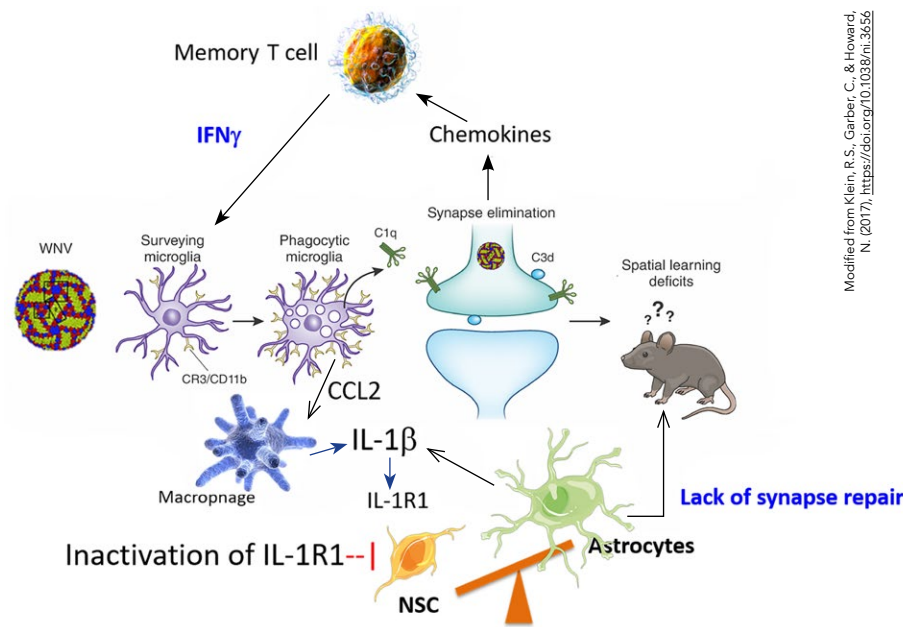 Memory T cell
IFNγ
Chemokines
Modified from Klein, R.S., Garber, C., & Howard,
N. (2017), https://doi.org/10.1038/ni.3656
WNV
Surveying
microglia
Phagocytic
microglia
C1q
Synapse elimination
C3d
Spatial learning
deficits
? ? ?
CR3/CD11b
CCL2
Macropnage
IL-1β
IL-1R1
Lack of synapse repair
Inactivation of IL-1R1--|
Astrocytes
NSC